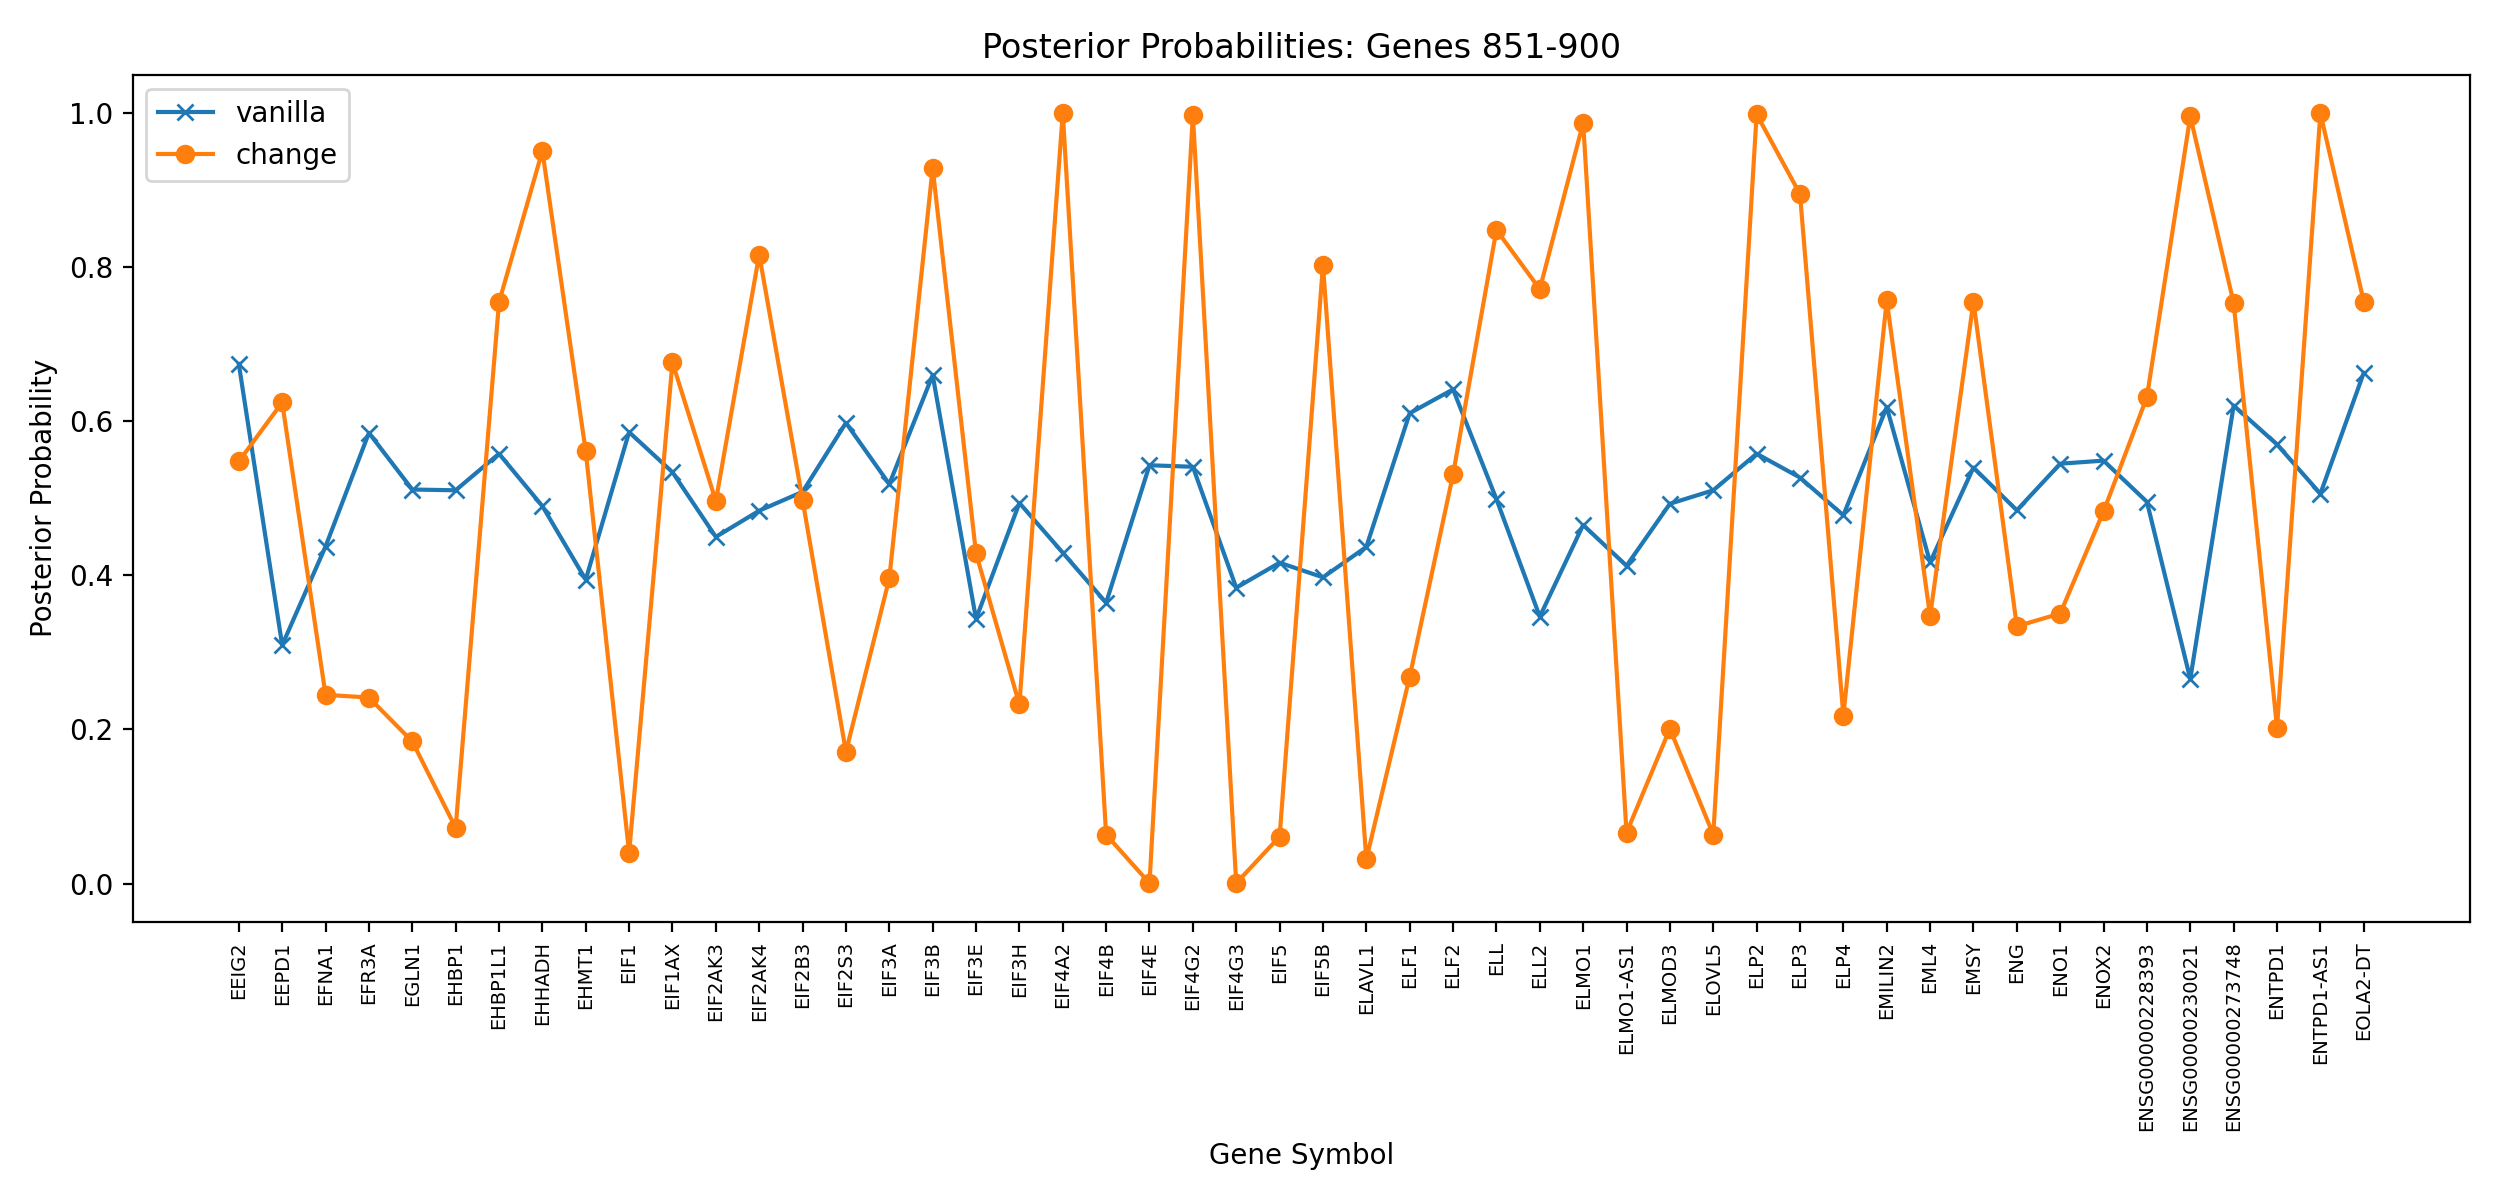 Posterior Probabilities: Genes 851-900
vanilla
change
Posterior Probability
1.0
0.8
0.6
0.4
0.2
0.0
EEIG2
EEPD1
EFNA1
EFR3A
EGLN1
EHBP1
EHBP1L1
EHHADH
EHMT1
EIF1
EIF1AX
EIF2AK3
EIF2AK4
EIF2B3
EIF2S3
EIF3A
EIF3B
EIF3E
EIF3H
EIF4A2
EIF4B
EIF4E
EIF4G2
EIF4G3
EIF5
EIF5B
ELAVL1
ELF1
ELF2
ELL
ELL2
ELMO1
ELMO1-AS1
ELMOD3
ELOVL5
ELP2
ELP3
ELP4
EMILIN2
EML4
EMSY
ENG
ENO1
ENOX2
ENSG00000228393
ENSG00000230021
ENSG00000273748
ENTPD1
ENTPD1-AS1
EOLA2-DT
Gene Symbol